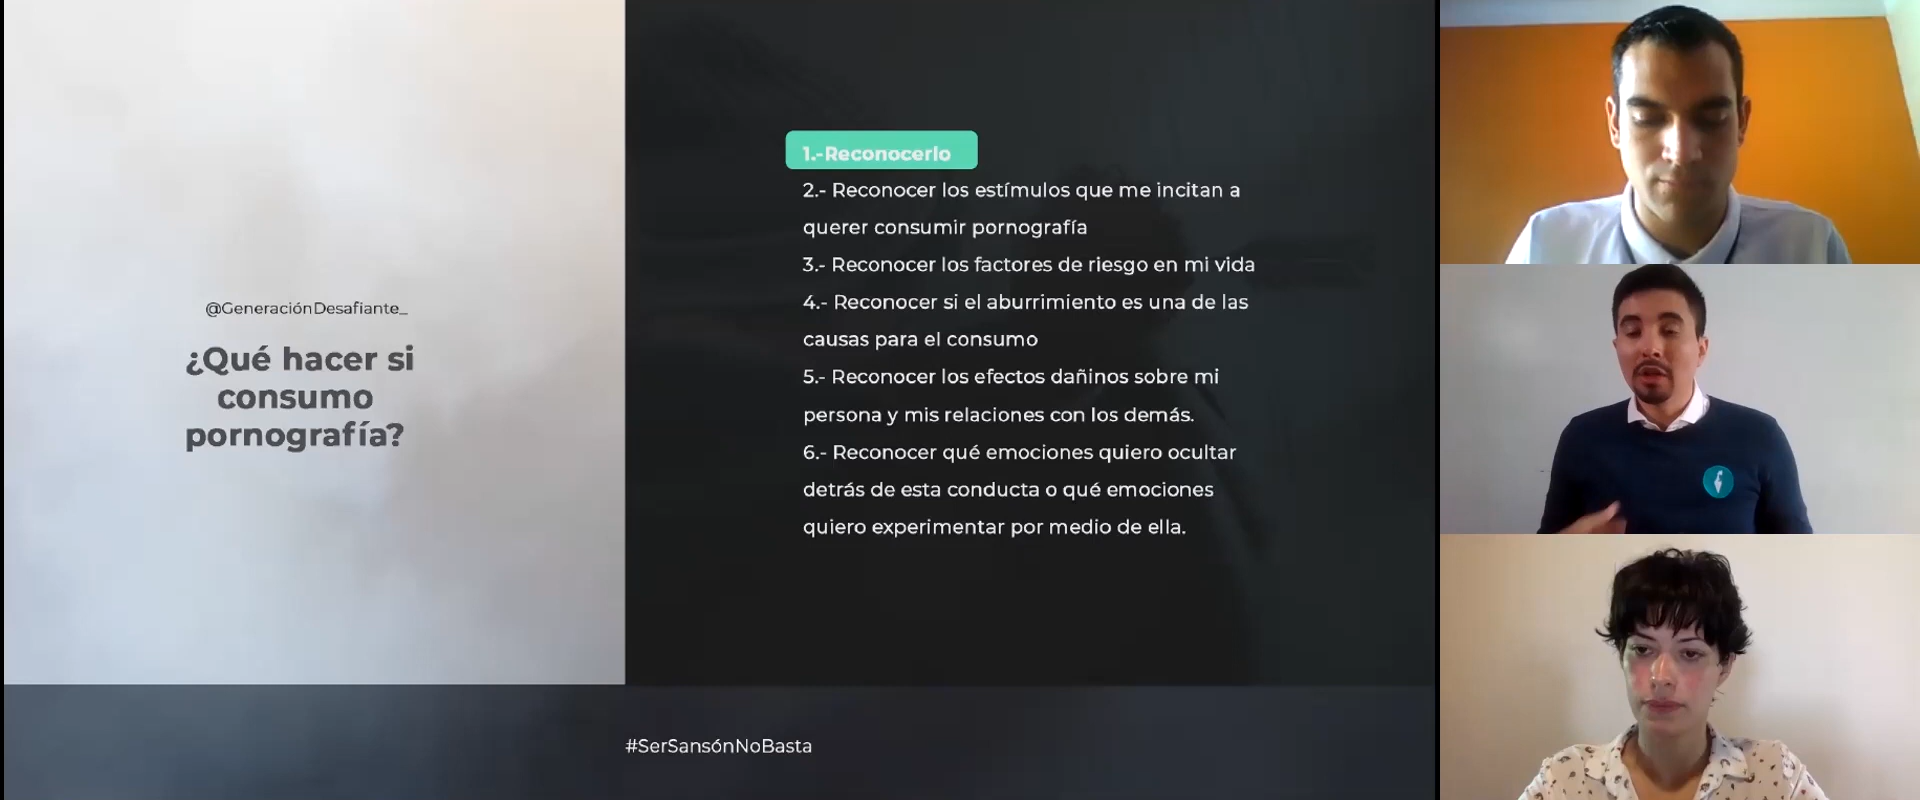 @GeneraciónDesafiante_
¿Qué hacer si
consumo
pornografía?
1.-Reconocerlo
2.- Reconocer los estímulos que me incitan a
querer consumir pornografía
3.- Reconocer los factores de riesgo en mi vida
4.- Reconocer si el aburrimiento es una de las
causas para el consumo
5.- Reconocer los efectos dañinos sobre mi
persona y mis relaciones con los demás.
6.- Reconocer qué emociones quiero ocultar
detrás de esta conducta o qué emociones
quiero experimentar por medio de ella.
#SerSansónNoBasta